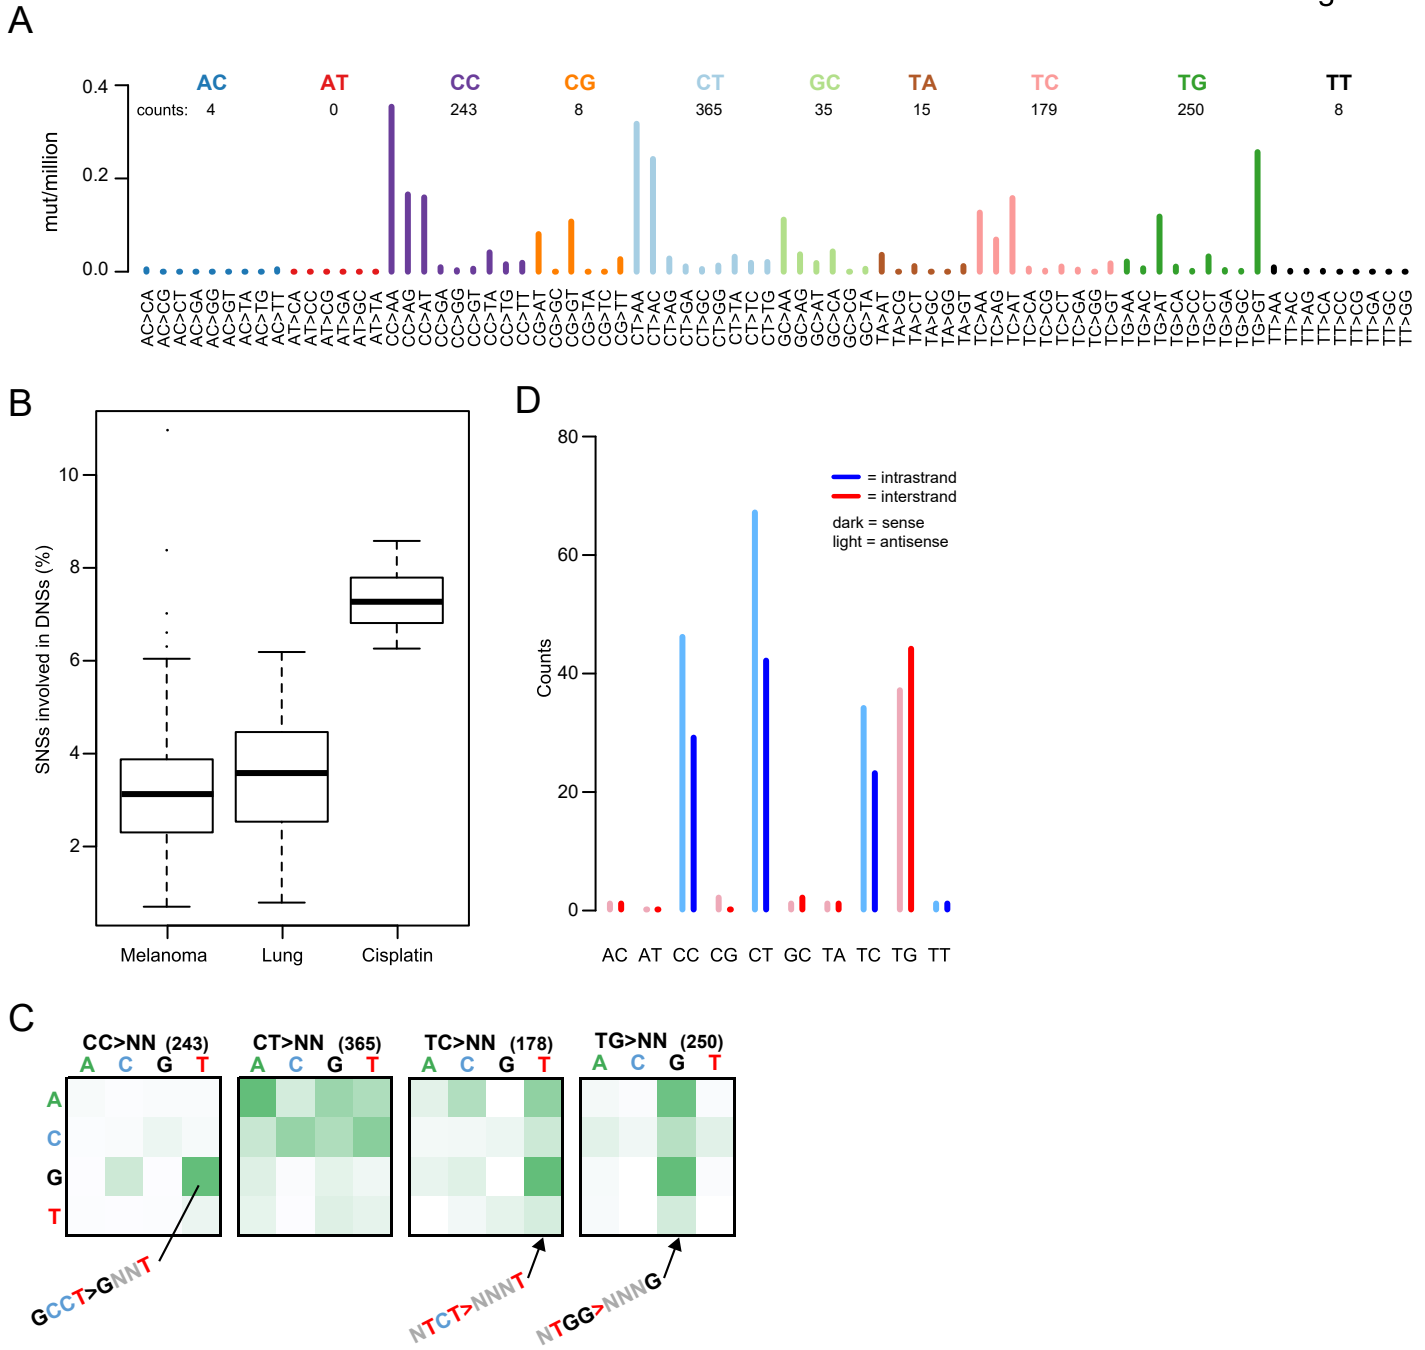 g
A
AC AT CC CG CT GC TA TC TG TT
counts: 4 0 243 8 365 35 15 179 250 8
mut/million
0.4
0.2
0.0
AC>CA AC>CG AC>CT AC>GA AC>GG AC>GT AC>TA AC>TG AC>TT AT>CA AT>CC AT>CG AT>GA AT>GC AT>TA CC>AA CC>AG CC>AT CC>GA CC>GG CC>GT CC>TA CC>TG CC>TT CG>AT CG>GC CG>GT CG>TA CG>TC CG>TT CT>AA CT>AC CT>AG CT>GA CT>GC CT>GG CT>TA CT>TC CT>TG GC>AA GC>AG GC>AT GC>CA GC>CG GC>TA TA>AT TA>CG TA>CT TA>GC TA>GG TA>GT TC>AA TC>AG TC>AT TC>CA TC>CG TC>CT TC>GA TC>GG TC>GT TG>AA TG>AC TG>AT TG>CA TG>CC TG>CT TG>GA TG>GC TG>GT TT>AA TT>AC TT>AG TT>CA TT>CC TT>CG TT>GA TT>GC TT>GG
B
SNSs involved in DNSs (%)
10
8
6
4
2
Melanoma Lung Cisplatin
D
Counts
80
60
40
20
0
= intrastrand
= interstrand
dark = sense
light = antisense
AC AT CC CG CT GC TA TC TG TT
C
CC>NN (243) CT>NN (365) TC>NN (178) TG>NN (250)
A C G T A C G T A C G T A C G T
A
C
G
T
GCCT>GNNT
NTCT>NNNT
NTGG>NNNG